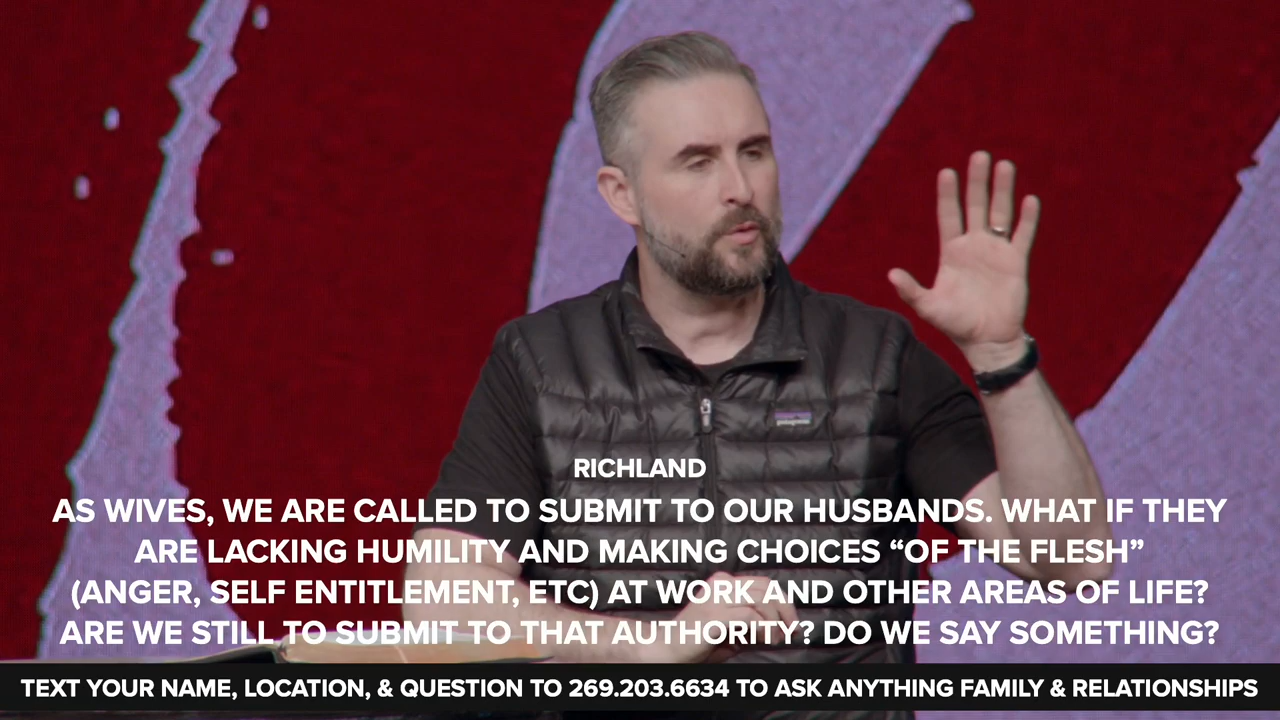 patagonia
RICHLAND
AS WIVES, WE ARE CALLED TO SUBMIT TO OUR HUSBANDS. WHAT IF THEY
ARE LACKING HUMILITY AND MAKING CHOICES “OF THE FLESH”
(ANGER, SELF ENTITLEMENT, ETC) AT WORK AND OTHER AREAS OF LIFE?
ARE WE STILL TO SUBMIT TO THAT AUTHORITY? DO WE SAY SOMETHING?
TEXT YOUR NAME, LOCATION, & QUESTION TO 269.203.6634 TO ASK ANYTHING FAMILY & RELATIONSHIPS